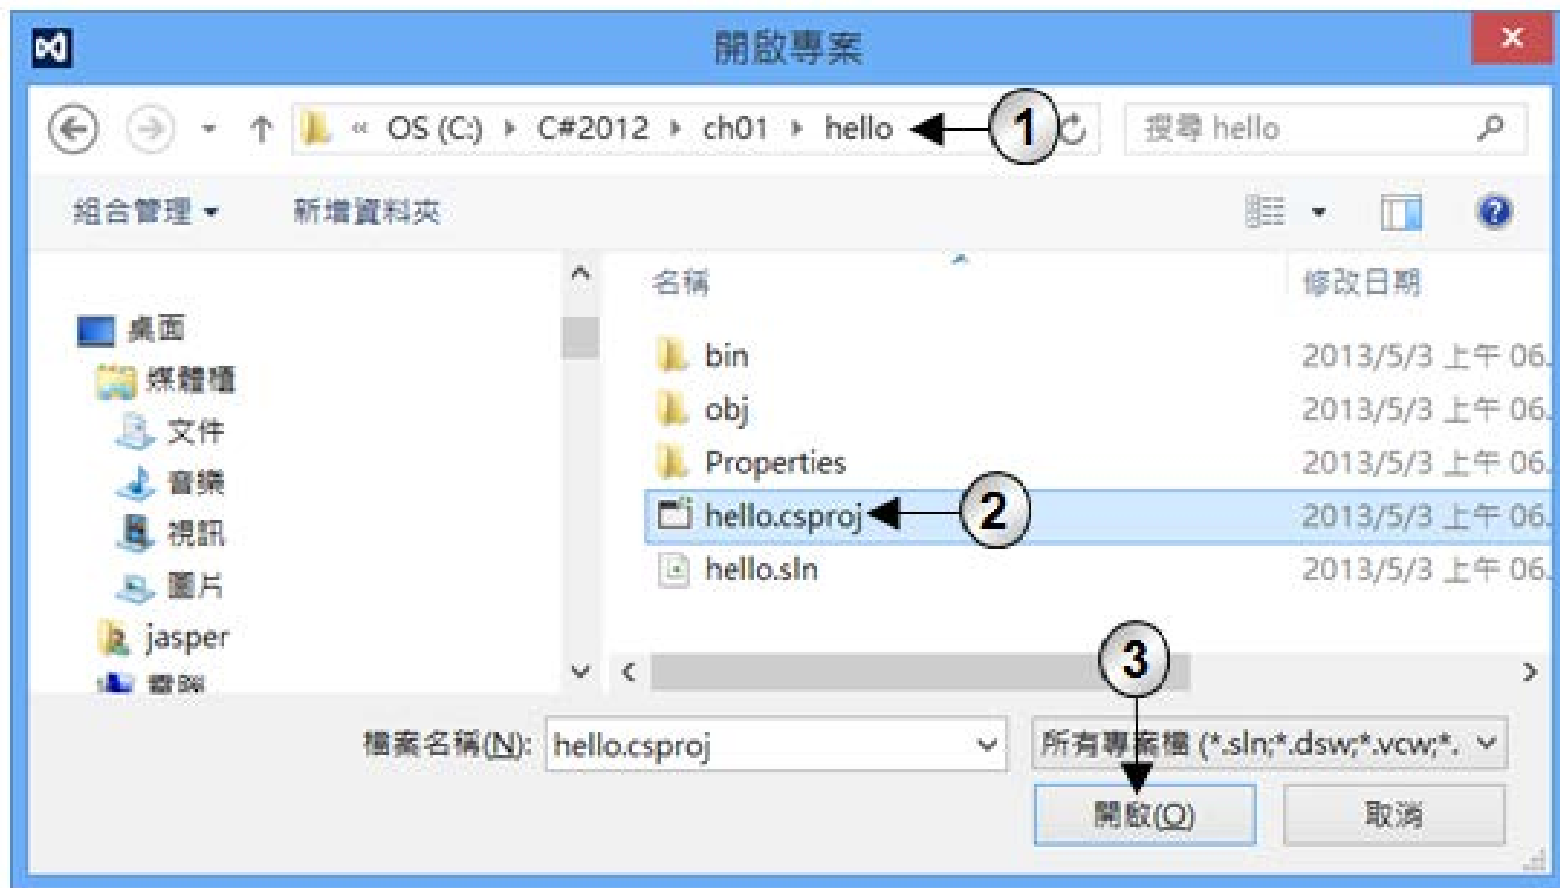 開啟專案
« OS (C:) ▸ C#2012 ▸ ch01 ▸ hello 1 搜尋 hello
組合管理 新增資料夾
名稱 修改日期
桌面
媒體櫃
文件
音樂
視訊
圖片
jasper
電腦
bin 2013/5/3 上午 06.
obj 2013/5/3 上午 06.
Properties 2013/5/3 上午 06.
hello.csproj 2 2013/5/3 上午 06.
hello.sln 2013/5/3 上午 06.
3
檔案名稱(N): hello.csproj 所有專案檔 (*.sln;*.dsw;*.vcw;*.
開啟(O) 取消